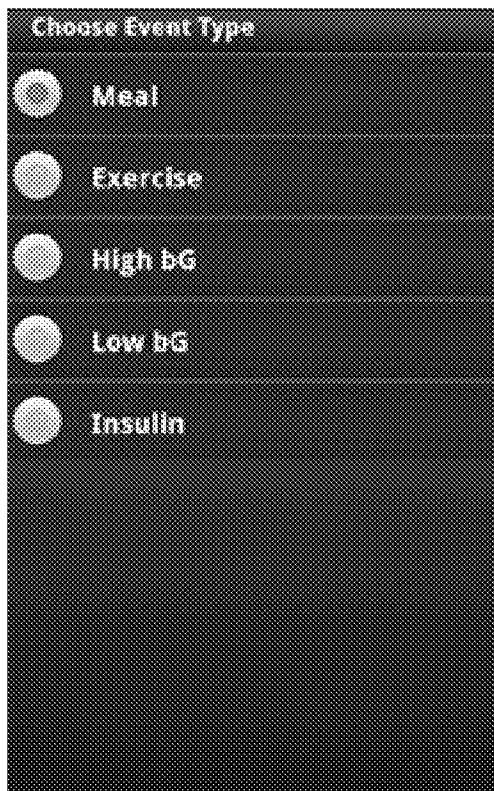 Choose Event Type
Meal
Exercise
High bG
Low bG
Insulin